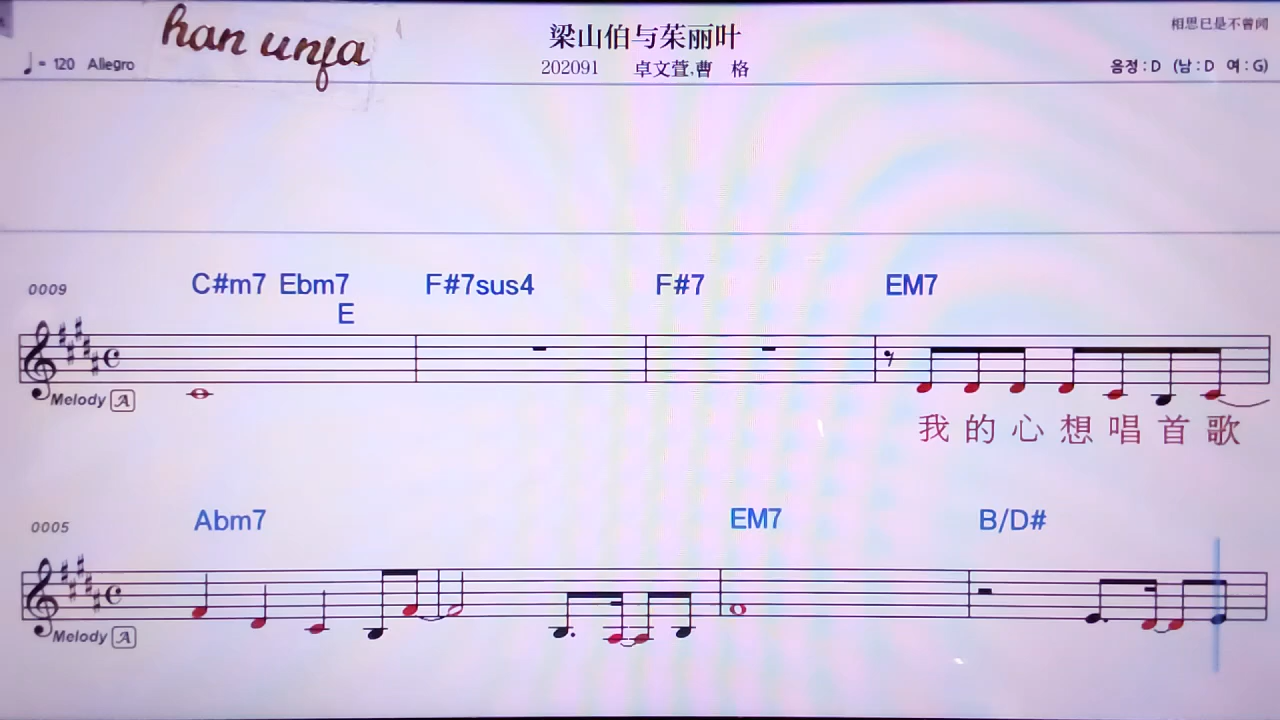 han unfa
梁山伯与茱丽叶
相思已是不曾闻
♩= 120 Allegro
202091 卓文萱,曹 格
음정 : D (남 : D 여 : G)
0009
C#m7 Ebm7 F#7sus4 F#7 EM7
E
Melody A
我 的 心 想 唱 首 歌
0005
Abm7 EM7 B/D#
Melody A